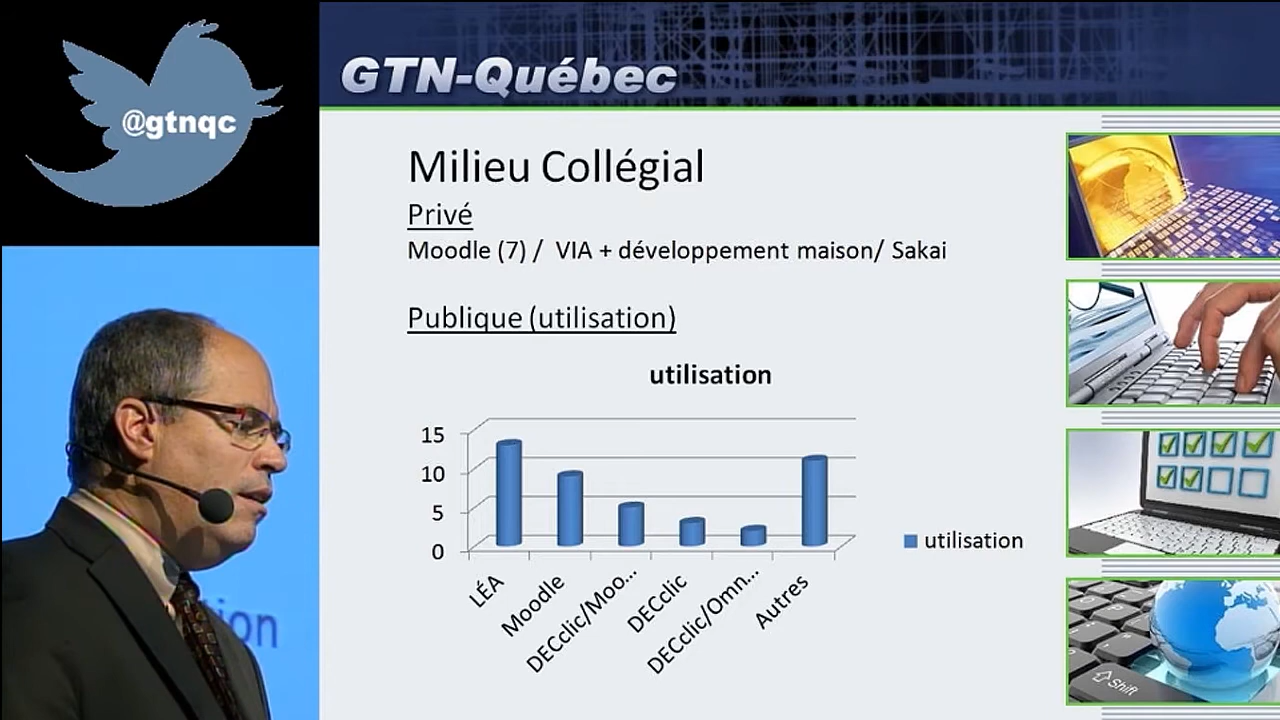 @gtnqc
GTN-Québec
Milieu Collégial
Privé
Moodle (7) / VIA + développement maison/ Sakai
Publique (utilisation)
utilisation
15
10
5
0
LÉA
Moodle
DECclic/Moo...
DECclic
DECclic/Omn...
Autres
utilisation
Shift